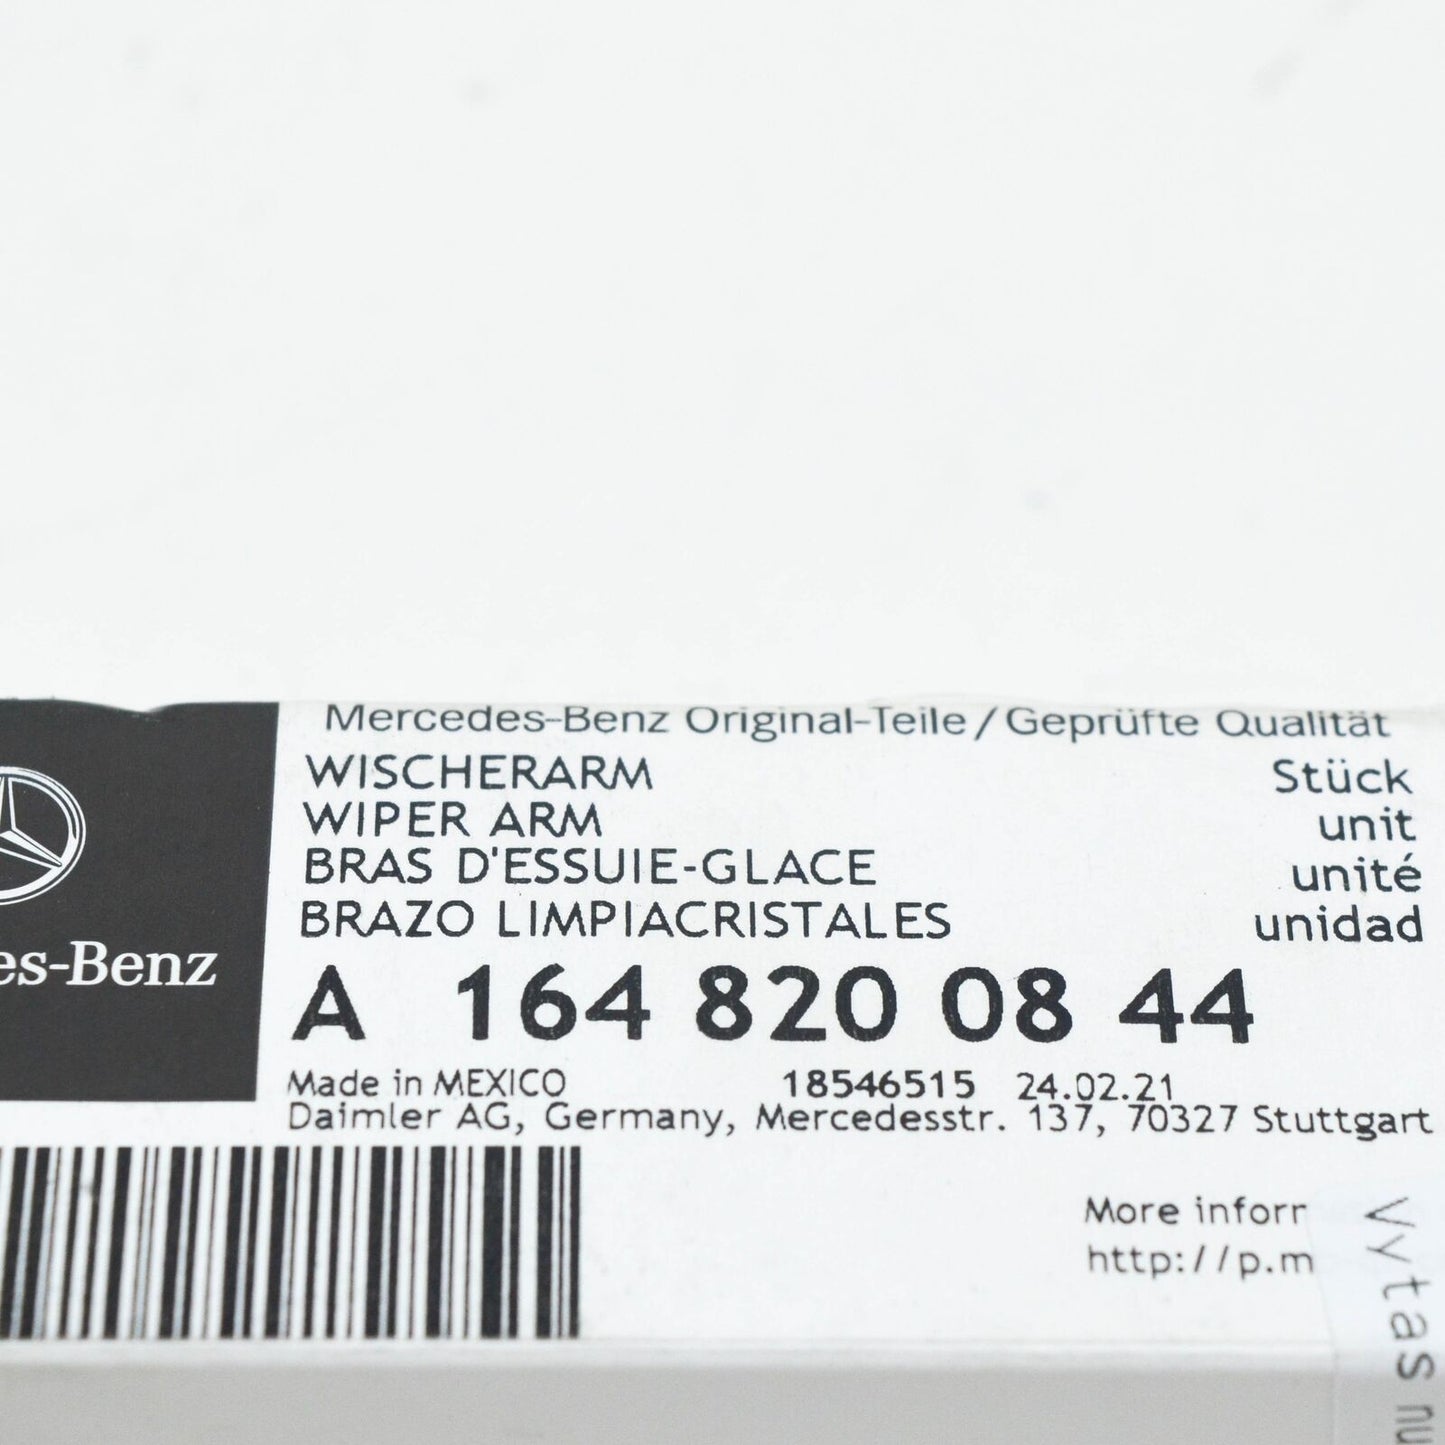 Mercedes-Benz Original-Teile/Geprüfte Qualität
WISCHERARM Stück
WIPER ARM unit
BRAS D'ESSUIE-GLACE unité
BRAZO LIMPIACRISTALES unidad
es-Benz
A 164 820 08 44
Made in MEXICO 18546515 24.02.21
Daimler AG, Germany, Mercedesstr. 137, 70327 Stuttgart
More infor
http://p.m
Vytas nu